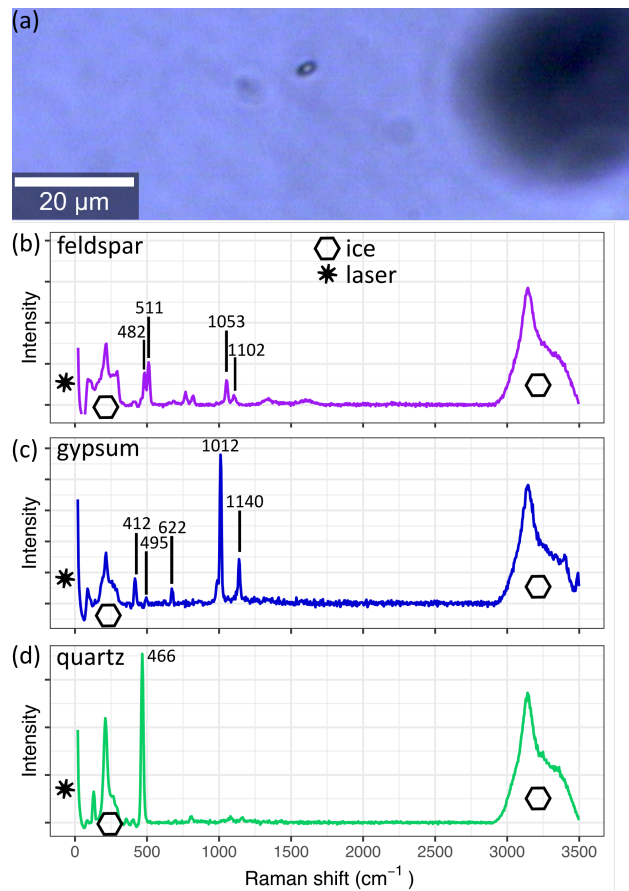 (a)
20 µm
(b)
feldspar
ice
laser
511
482
1053
1102
Intensity
(c)
gypsum
1012
1140
412
495
622
Intensity
(d)
quartz
466
Intensity
0 500 1000 1500 2000 2500 3000 3500
Raman shift (cm⁻¹)